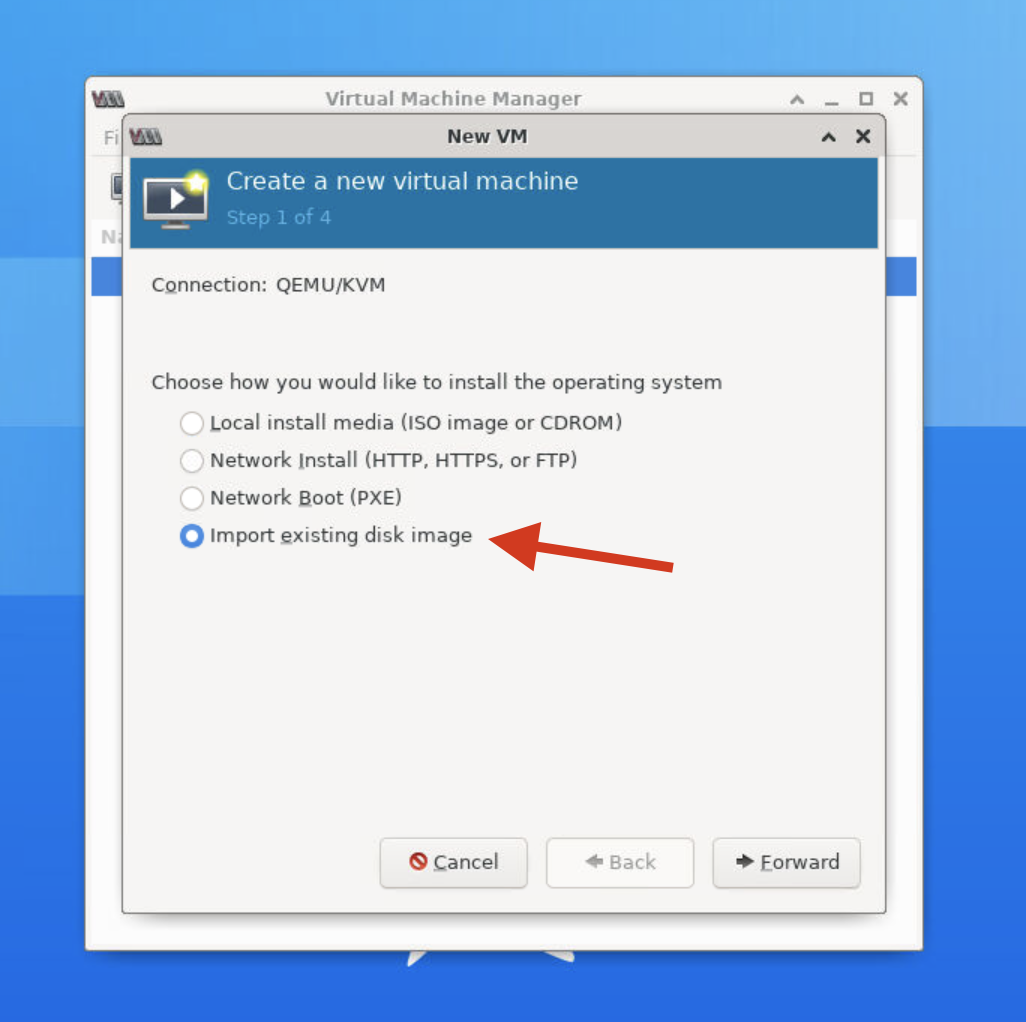 Virtual Machine Manager
Fi
New VM
Create a new virtual machine
Step 1 of 4
Connection: QEMU/KVM
Choose how you would like to install the operating system
Local install media (ISO image or CDROM)
Network Install (HTTP, HTTPS, or FTP)
Network Boot (PXE)
Import existing disk image
Cancel Back Forward